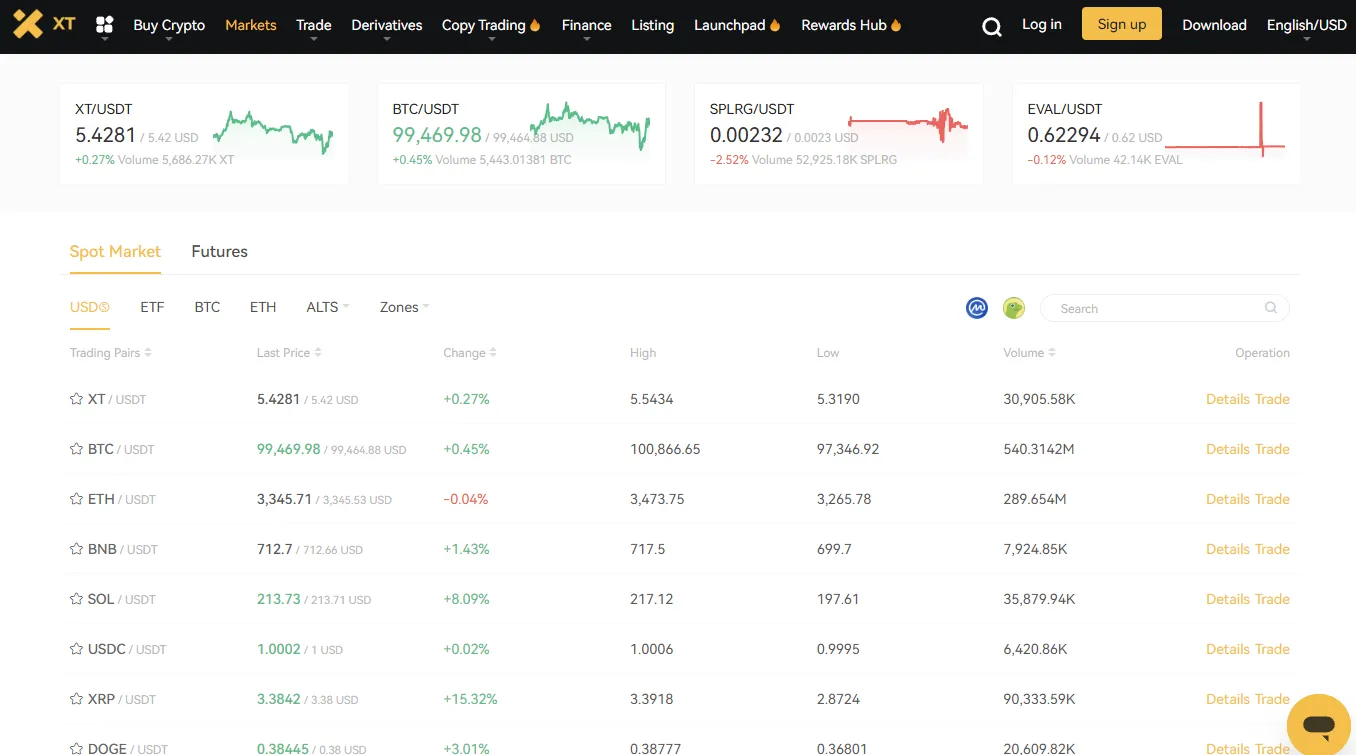 XT Buy Crypto Markets Trade Derivatives Copy Trading Finance Listing Launchpad Rewards Hub Log in Sign up Download English/USD
XT/USDT
5.4281 / 5.42 USD
+0.27% Volume 5,686.27K XT
BTC/USDT
99,469.98 / 99,464.88 USD
+0.45% Volume 5,443.01381 BTC
SPLRG/USDT
0.00232 / 0.0023 USD
-2.52% Volume 52,925.18K SPLRG
EVAL/USDT
0.62294 / 0.62 USD
-0.12% Volume 42.14K EVAL
Spot Market Futures
USDⓈ ETF BTC ETH ALTS Zones Search
Trading Pairs Last Price Change High Low Volume Operation
XT / USDT 5.4281 / 5.42 USD +0.27% 5.5434 5.3190 30,905.58K Details Trade
BTC / USDT 99,469.98 / 99,464.88 USD +0.45% 100,866.65 97,346.92 540.3142M Details Trade
ETH / USDT 3,345.71 / 3,345.53 USD -0.04% 3,473.75 3,265.78 289.654M Details Trade
BNB / USDT 712.7 / 712.66 USD +1.43% 717.5 699.7 7,924.85K Details Trade
SOL / USDT 213.73 / 213.71 USD +8.09% 217.12 197.61 35,879.94K Details Trade
USDC / USDT 1.0002 / 1 USD +0.02% 1.0006 0.9995 6,420.86K Details Trade
XRP / USDT 3.3842 / 3.38 USD +15.32% 3.3918 2.8724 90,333.59K Details Trade
DOGE / USDT 0.38445 / 0.38 USD +3.01% 0.38777 0.36801 20,609.82K Details Trade